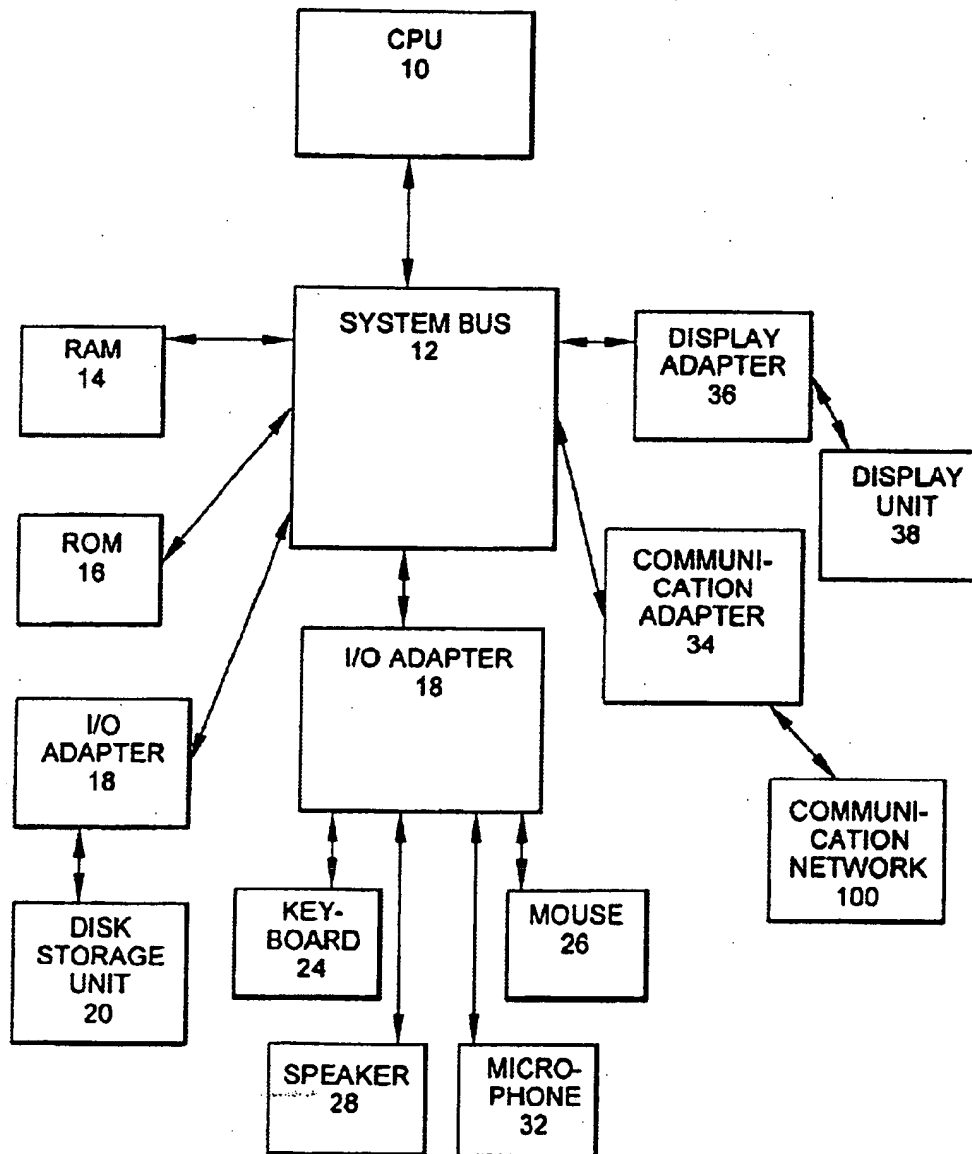 CPU
10
SYSTEM BUS
12
RAM
14
DISPLAY
ADAPTER
36
DISPLAY
UNIT
38
ROM
16
COMMUNI-
CATION
ADAPTER
34
I/O ADAPTER
18
I/O
ADAPTER
18
COMMUNI-
CATION
NETWORK
100
DISK
STORAGE
UNIT
20
KEY-
BOARD
24
MOUSE
26
SPEAKER
28
MICRO-
PHONE
32